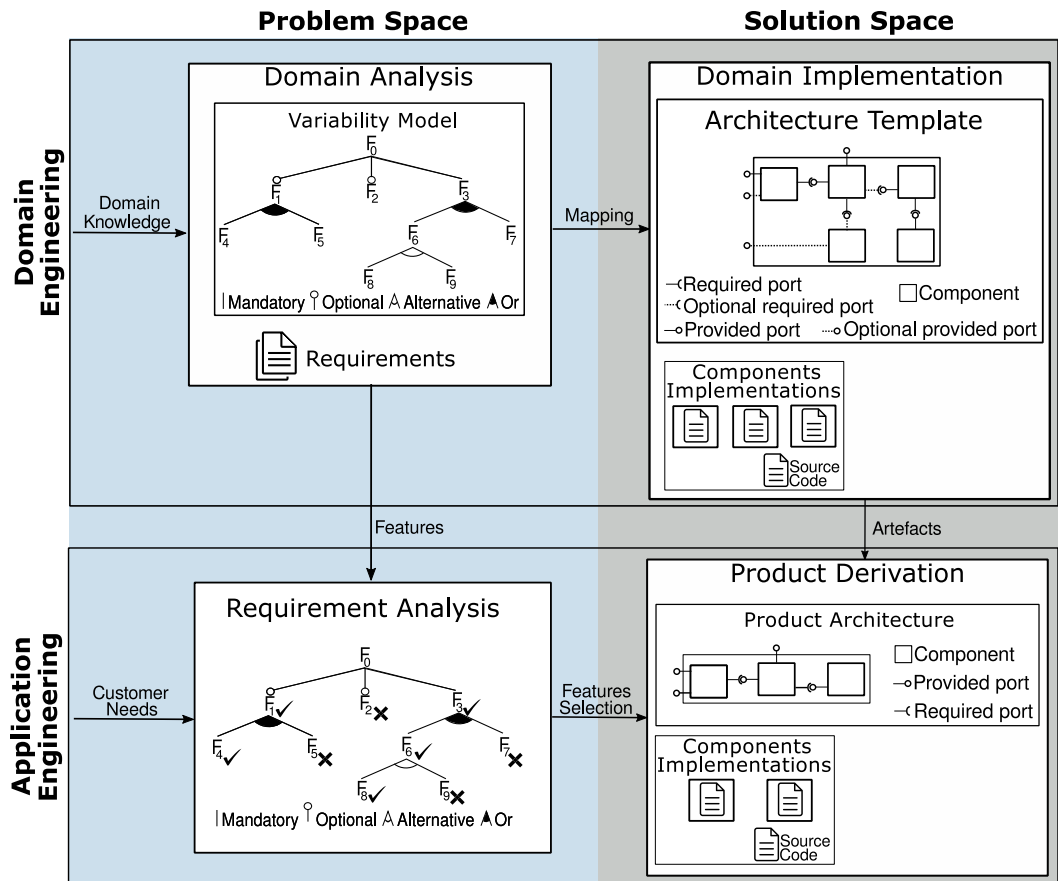 Problem Space
Solution Space
Domain
Engineering
Domain
Knowledge
Domain Analysis
Variability Model
F0
F1
F2
F3
F4
F5
F6
F7
F8
F9
Mandatory Optional Alternative Or
Requirements
Mapping
Domain Implementation
Architecture Template
Required port
Optional required port
Component
Provided port
Optional provided port
Components
Implementations
Source
Code
Features
Artefacts
Application
Engineering
Customer
Needs
Requirement Analysis
F0
F1
F2
F3
F4
F5
F6
F7
F8
F9
Mandatory Optional Alternative Or
Features
Selection
Product Derivation
Product Architecture
Component
Provided port
Required port
Components
Implementations
Source
Code